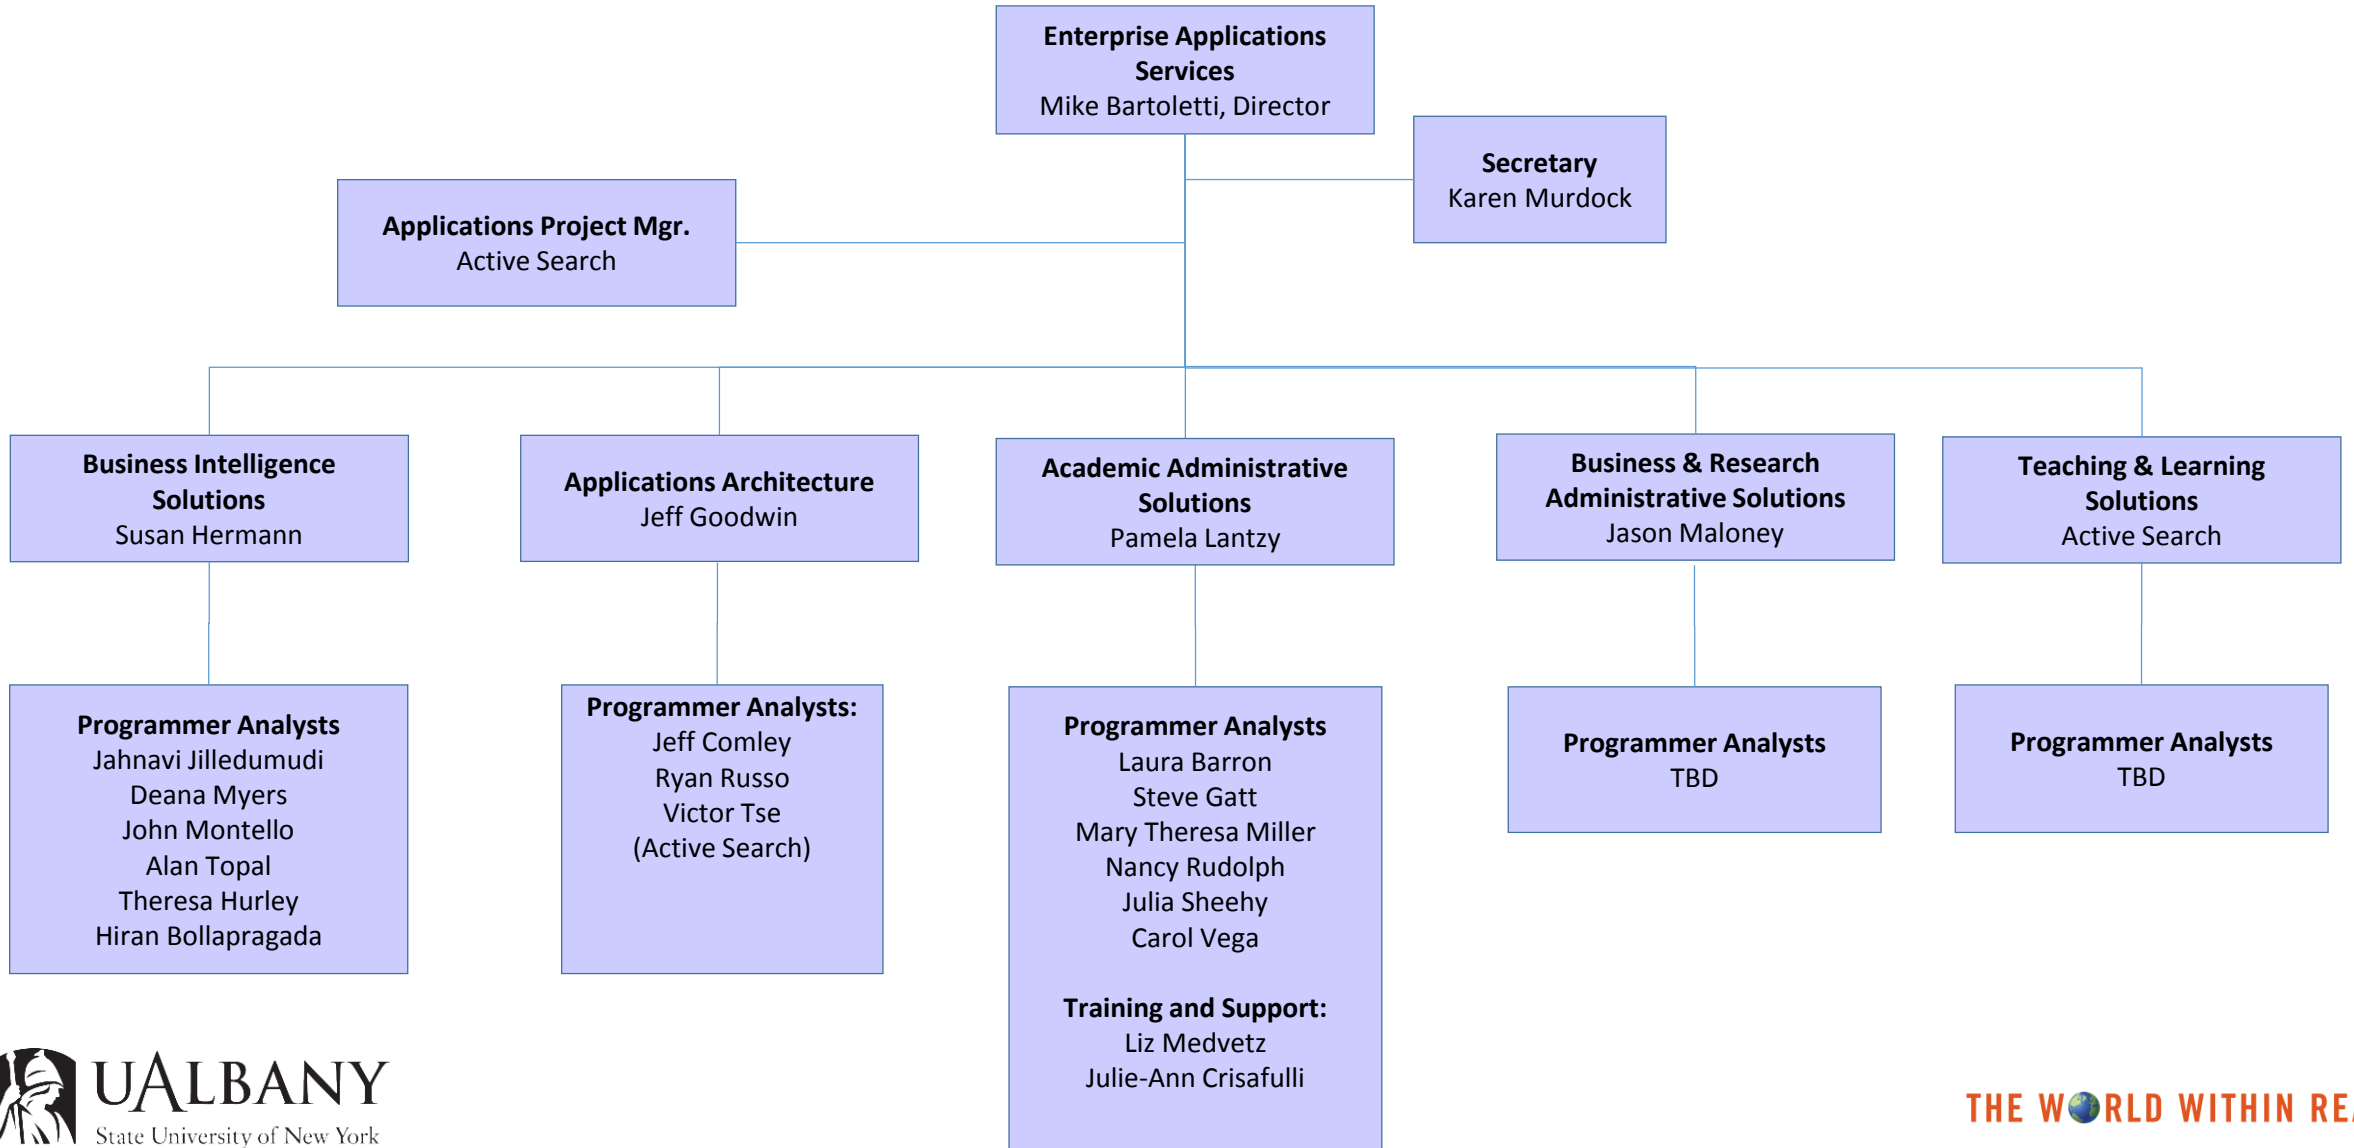 Enterprise Applications
Services
Mike Bartoletti, Director
Secretary
Karen Murdock
Applications Project Mgr.
Active Search
Business Intelligence
Solutions
Susan Hermann
Applications Architecture
Jeff Goodwin
Academic Administrative
Solutions
Pamela Lantzy
Business & Research
Administrative Solutions
Jason Maloney
Teaching & Learning
Solutions
Active Search
Programmer Analysts
Jahnavi Jilledumudi
Deana Myers
John Montello
Alan Topal
Theresa Hurley
Hiran Bollapragada
Programmer Analysts:
Jeff Comley
Ryan Russo
Victor Tse
(Active Search)
Programmer Analysts
Laura Barron
Steve Gatt
Mary Theresa Miller
Nancy Rudolph
Julia Sheehy
Carol Vega
Training and Support:
Liz Medvetz
Julie-Ann Crisafulli
Programmer Analysts
TBD
Programmer Analysts
TBD
UALBANY
State University of New York
THE WORLD WITHIN